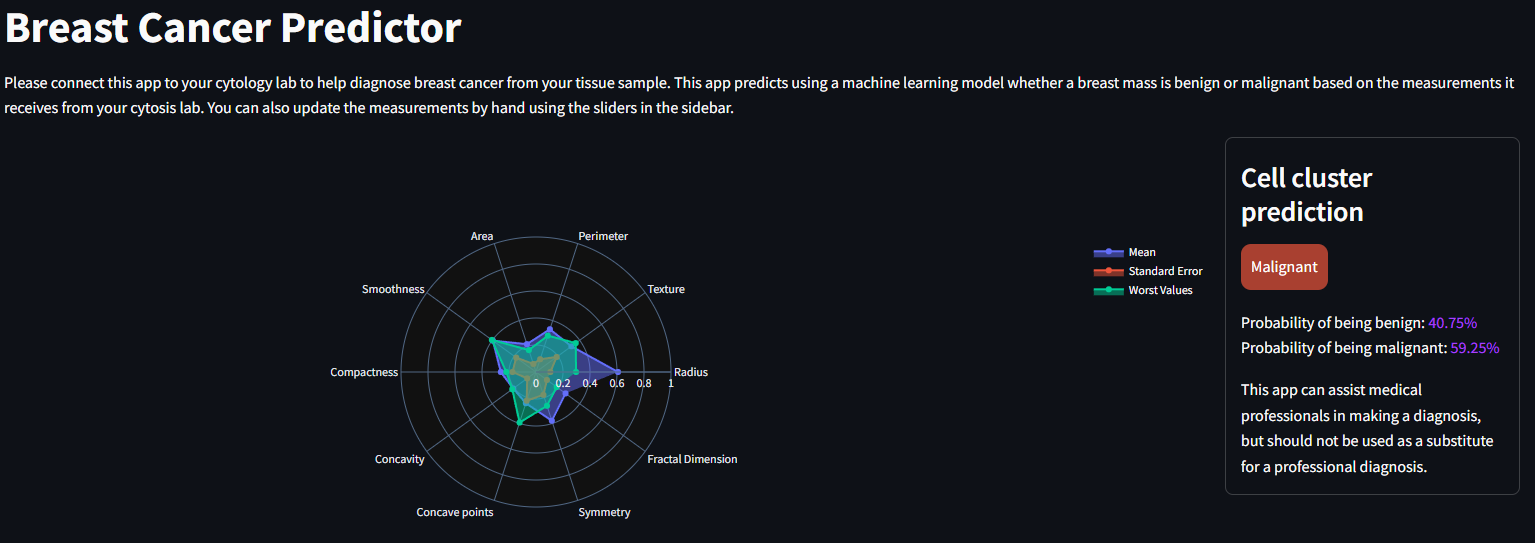 Breast Cancer Predictor
Please connect this app to your cytology lab to help diagnose breast cancer from your tissue sample. This app predicts using a machine learning model whether a breast mass is benign or malignant based on the measurements it
receives from your cytosis lab. You can also update the measurements by hand using the sliders in the sidebar.
Area
Perimeter
Smoothness
Texture
Compactness
0 0.2 0.4 0.6 0.8 1
Radius
Concavity
Fractal Dimension
Concave points
Symmetry
Mean
Standard Error
Worst Values
Cell cluster
prediction
Malignant
Probability of being benign: 40.75%
Probability of being malignant: 59.25%
This app can assist medical
professionals in making a diagnosis,
but should not be used as a substitute
for a professional diagnosis.